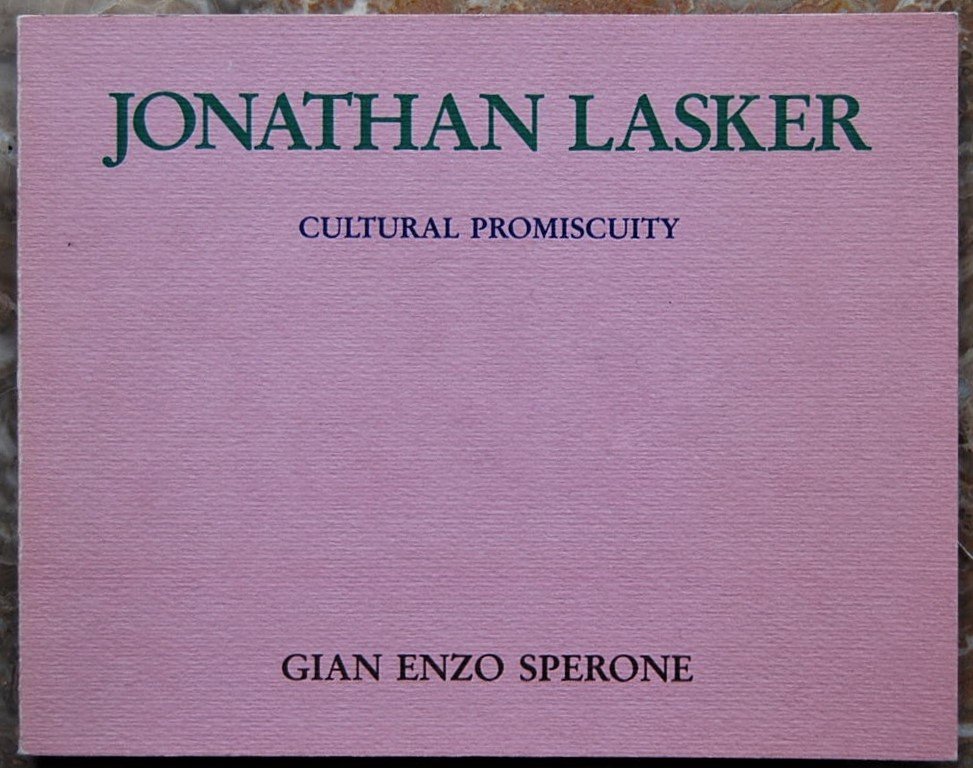 JONATHAN LASKER
CULTURAL PROMISCUITY
GIAN ENZO SPERONE